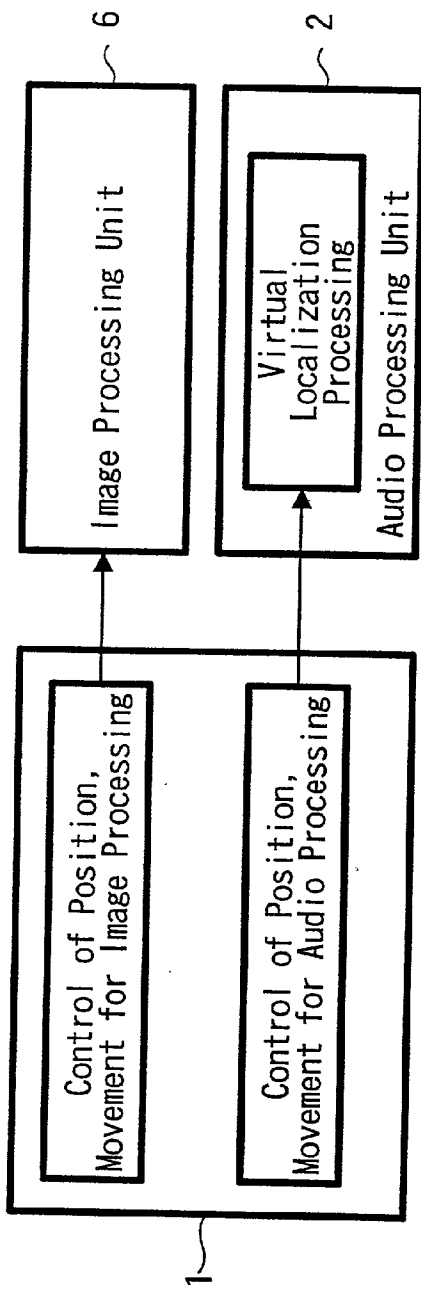 Control of Position,
Movement for Image Processing
Control of Position,
Movement for Audio Processing
1
Image Processing Unit
6
Virtual
Localization
Processing
Audio Processing Unit
2